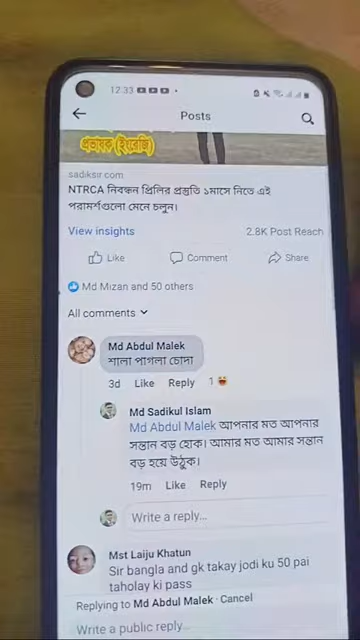 12:33
Posts
প্রভাষক (ইংরেজি)
sadiksir.com
NTRCA নিবন্ধন প্রিলির প্রস্তুতি ১মাসে নিতে এই
পরামর্শগুলো মেনে চলুন।
View insights
2.8K Post Reach
Like
Comment
Share
Md Mizan and 50 others
All comments
Md Abdul Malek
শালা পাগলা চোদা
3d Like Reply 1
Md Sadikul Islam
Md Abdul Malek আপনার মত আপনার
সন্তান বড় হোক। আমার মত আমার সন্তান
বড় হয়ে উঠুক।
19m Like Reply
Write a reply...
Mst Laiju Khatun
Sir bangla and gk takay jodi ku 50 pai
taholay ki pass
Replying to Md Abdul Malek · Cancel
Write a public reply...